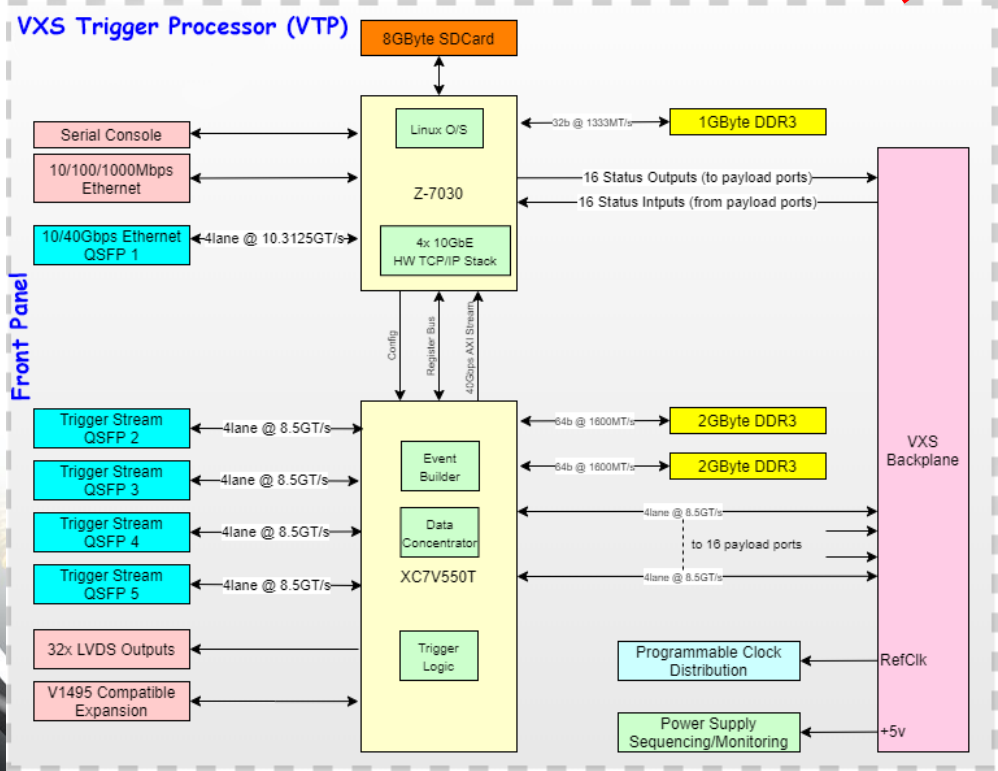 VXS Trigger Processor (VTP)
8GByte SDCard
Linux O/S
32b @ 1333MT/s
1GByte DDR3
Serial Console
10/100/1000Mbps
Ethernet
Z-7030
16 Status Outputs (to payload ports)
16 Status Intputs (from payload ports)
10/40Gbps Ethernet
QSFP 1
4lane @ 10.3125GT/s
4x 10GbE
HW TCP/IP Stack
Front Panel
Config
Register Bus
40Gbps AXI Stream
Trigger Stream
QSFP 2
4lane @ 8.5GT/s
64b @ 1600MT/s
2GByte DDR3
VXS
Backplane
Event
Builder
Trigger Stream
QSFP 3
4lane @ 8.5GT/s
64b @ 1600MT/s
2GByte DDR3
Data
Concentrator
Trigger Stream
QSFP 4
4lane @ 8.5GT/s
4lane @ 8.5GT/s
to 16 payload ports
XC7V550T
Trigger Stream
QSFP 5
4lane @ 8.5GT/s
4lane @ 8.5GT/s
32x LVDS Outputs
Trigger
Logic
Programmable Clock
Distribution
RefClk
V1495 Compatible
Expansion
Power Supply
Sequencing/Monitoring
+5v